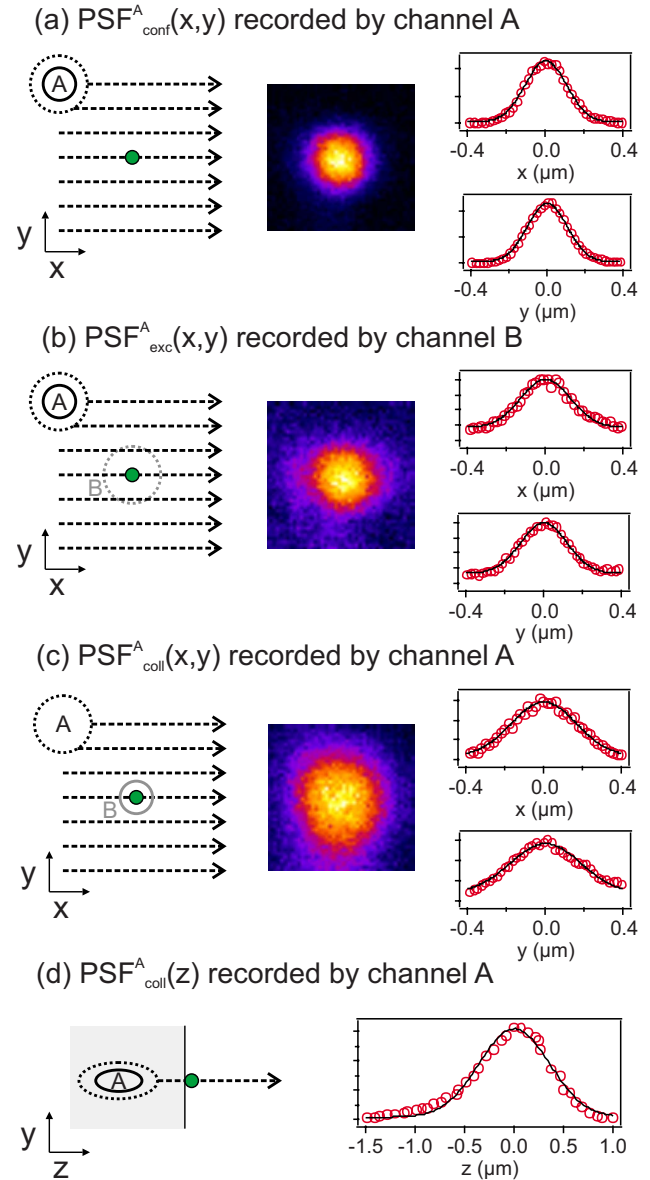 (a) PSF^A_conf(x,y) recorded by channel A
A
y
x
-0.4 0.0 0.4
x (µm)
-0.4 0.0 0.4
y (µm)
(b) PSF^A_exc(x,y) recorded by channel B
A
B
y
x
-0.4 0.0 0.4
x (µm)
-0.4 0.0 0.4
y (µm)
(c) PSF^A_coll(x,y) recorded by channel A
A
B
y
x
-0.4 0.0 0.4
x (µm)
-0.4 0.0 0.4
y (µm)
(d) PSF^A_coll(z) recorded by channel A
A
y
z
-1.5 -1.0 -0.5 0.0 0.5 1.0
z (µm)